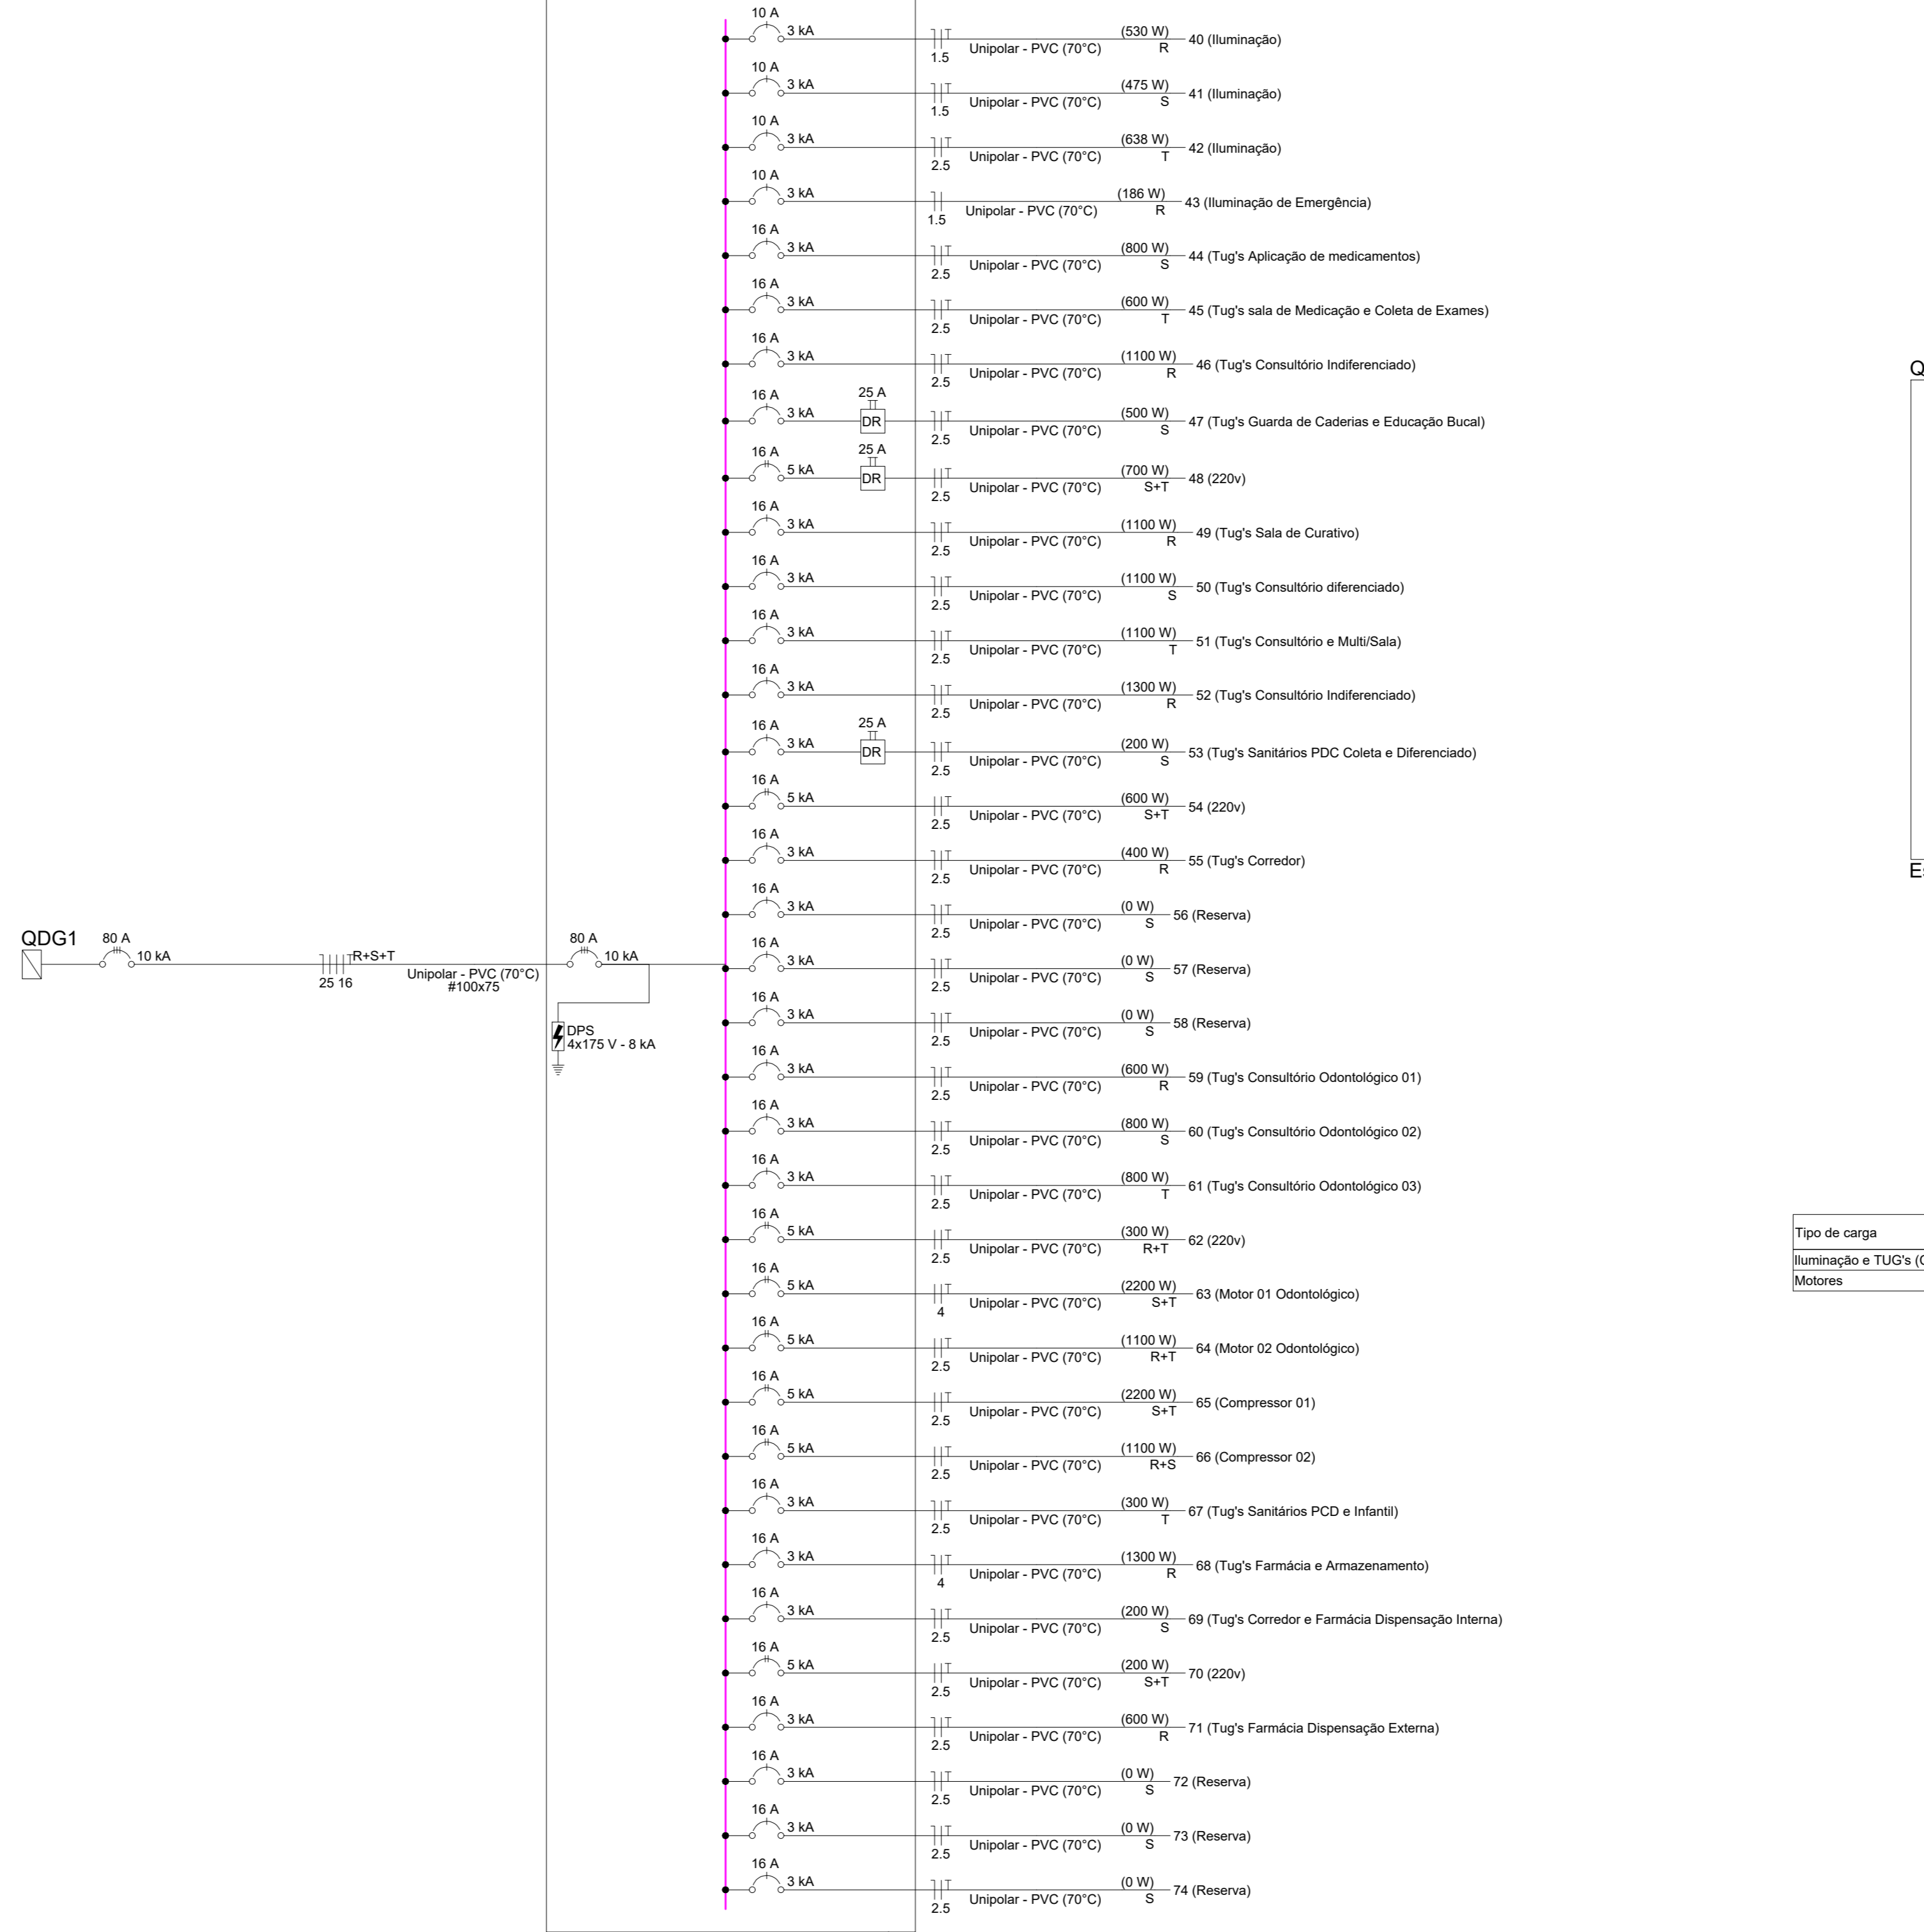 10 A
3 kA
1.5
Unipolar - PVC (70°C)
(530 W)
R
40 (Iluminação)
10 A
3 kA
1.5
Unipolar - PVC (70°C)
(475 W)
S
41 (Iluminação)
10 A
3 kA
2.5
Unipolar - PVC (70°C)
(638 W)
T
42 (Iluminação)
10 A
3 kA
1.5
Unipolar - PVC (70°C)
(186 W)
R
43 (Iluminação de Emergência)
16 A
3 kA
2.5
Unipolar - PVC (70°C)
(800 W)
S
44 (Tug's Aplicação de medicamentos)
16 A
3 kA
2.5
Unipolar - PVC (70°C)
(600 W)
T
45 (Tug's sala de Medicação e Coleta de Exames)
16 A
3 kA
2.5
Unipolar - PVC (70°C)
(1100 W)
R
46 (Tug's Consultório Indiferenciado)
16 A
3 kA
25 A
DR
2.5
Unipolar - PVC (70°C)
(500 W)
S
47 (Tug's Guarda de Caderias e Educação Bucal)
16 A
5 kA
25 A
DR
2.5
Unipolar - PVC (70°C)
(700 W)
S+T
48 (220v)
16 A
3 kA
2.5
Unipolar - PVC (70°C)
(1100 W)
R
49 (Tug's Sala de Curativo)
16 A
3 kA
2.5
Unipolar - PVC (70°C)
(1100 W)
S
50 (Tug's Consultório diferenciado)
16 A
3 kA
2.5
Unipolar - PVC (70°C)
(1100 W)
T
51 (Tug's Consultório e Multi/Sala)
16 A
3 kA
2.5
Unipolar - PVC (70°C)
(1300 W)
R
52 (Tug's Consultório Indiferenciado)
16 A
3 kA
25 A
DR
2.5
Unipolar - PVC (70°C)
(200 W)
S
53 (Tug's Sanitários PDC Coleta e Diferenciado)
16 A
5 kA
2.5
Unipolar - PVC (70°C)
(600 W)
S+T
54 (220v)
16 A
3 kA
2.5
Unipolar - PVC (70°C)
(400 W)
R
55 (Tug's Corredor)
16 A
3 kA
2.5
Unipolar - PVC (70°C)
(0 W)
S
56 (Reserva)
QDG1
80 A
10 kA
R+S+T
25 16
Unipolar - PVC (70°C)
#100x75
80 A
10 kA
DPS
4x175 V - 8 kA
16 A
3 kA
2.5
Unipolar - PVC (70°C)
(0 W)
S
57 (Reserva)
16 A
3 kA
2.5
Unipolar - PVC (70°C)
(0 W)
S
58 (Reserva)
16 A
3 kA
2.5
Unipolar - PVC (70°C)
(600 W)
R
59 (Tug's Consultório Odontológico 01)
16 A
3 kA
2.5
Unipolar - PVC (70°C)
(800 W)
S
60 (Tug's Consultório Odontológico 02)
16 A
3 kA
2.5
Unipolar - PVC (70°C)
(800 W)
T
61 (Tug's Consultório Odontológico 03)
16 A
5 kA
2.5
Unipolar - PVC (70°C)
(300 W)
R+T
62 (220v)
16 A
5 kA
4
Unipolar - PVC (70°C)
(2200 W)
S+T
63 (Motor 01 Odontológico)
16 A
5 kA
2.5
Unipolar - PVC (70°C)
(1100 W)
R+T
64 (Motor 02 Odontológico)
16 A
5 kA
2.5
Unipolar - PVC (70°C)
(2200 W)
S+T
65 (Compressor 01)
16 A
5 kA
2.5
Unipolar - PVC (70°C)
(1100 W)
R+S
66 (Compressor 02)
16 A
3 kA
2.5
Unipolar - PVC (70°C)
(300 W)
T
67 (Tug's Sanitários PCD e Infantil)
16 A
3 kA
4
Unipolar - PVC (70°C)
(1300 W)
R
68 (Tug's Farmácia e Armazenamento)
16 A
3 kA
2.5
Unipolar - PVC (70°C)
(200 W)
S
69 (Tug's Corredor e Farmácia Dispensação Interna)
16 A
5 kA
2.5
Unipolar - PVC (70°C)
(200 W)
S+T
70 (220v)
16 A
3 kA
2.5
Unipolar - PVC (70°C)
(600 W)
R
71 (Tug's Farmácia Dispensação Externa)
16 A
3 kA
2.5
Unipolar - PVC (70°C)
(0 W)
S
72 (Reserva)
16 A
3 kA
2.5
Unipolar - PVC (70°C)
(0 W)
S
73 (Reserva)
16 A
3 kA
2.5
Unipolar - PVC (70°C)
(0 W)
S
74 (Reserva)
Tipo de carga
Iluminação e TUG's
Motores